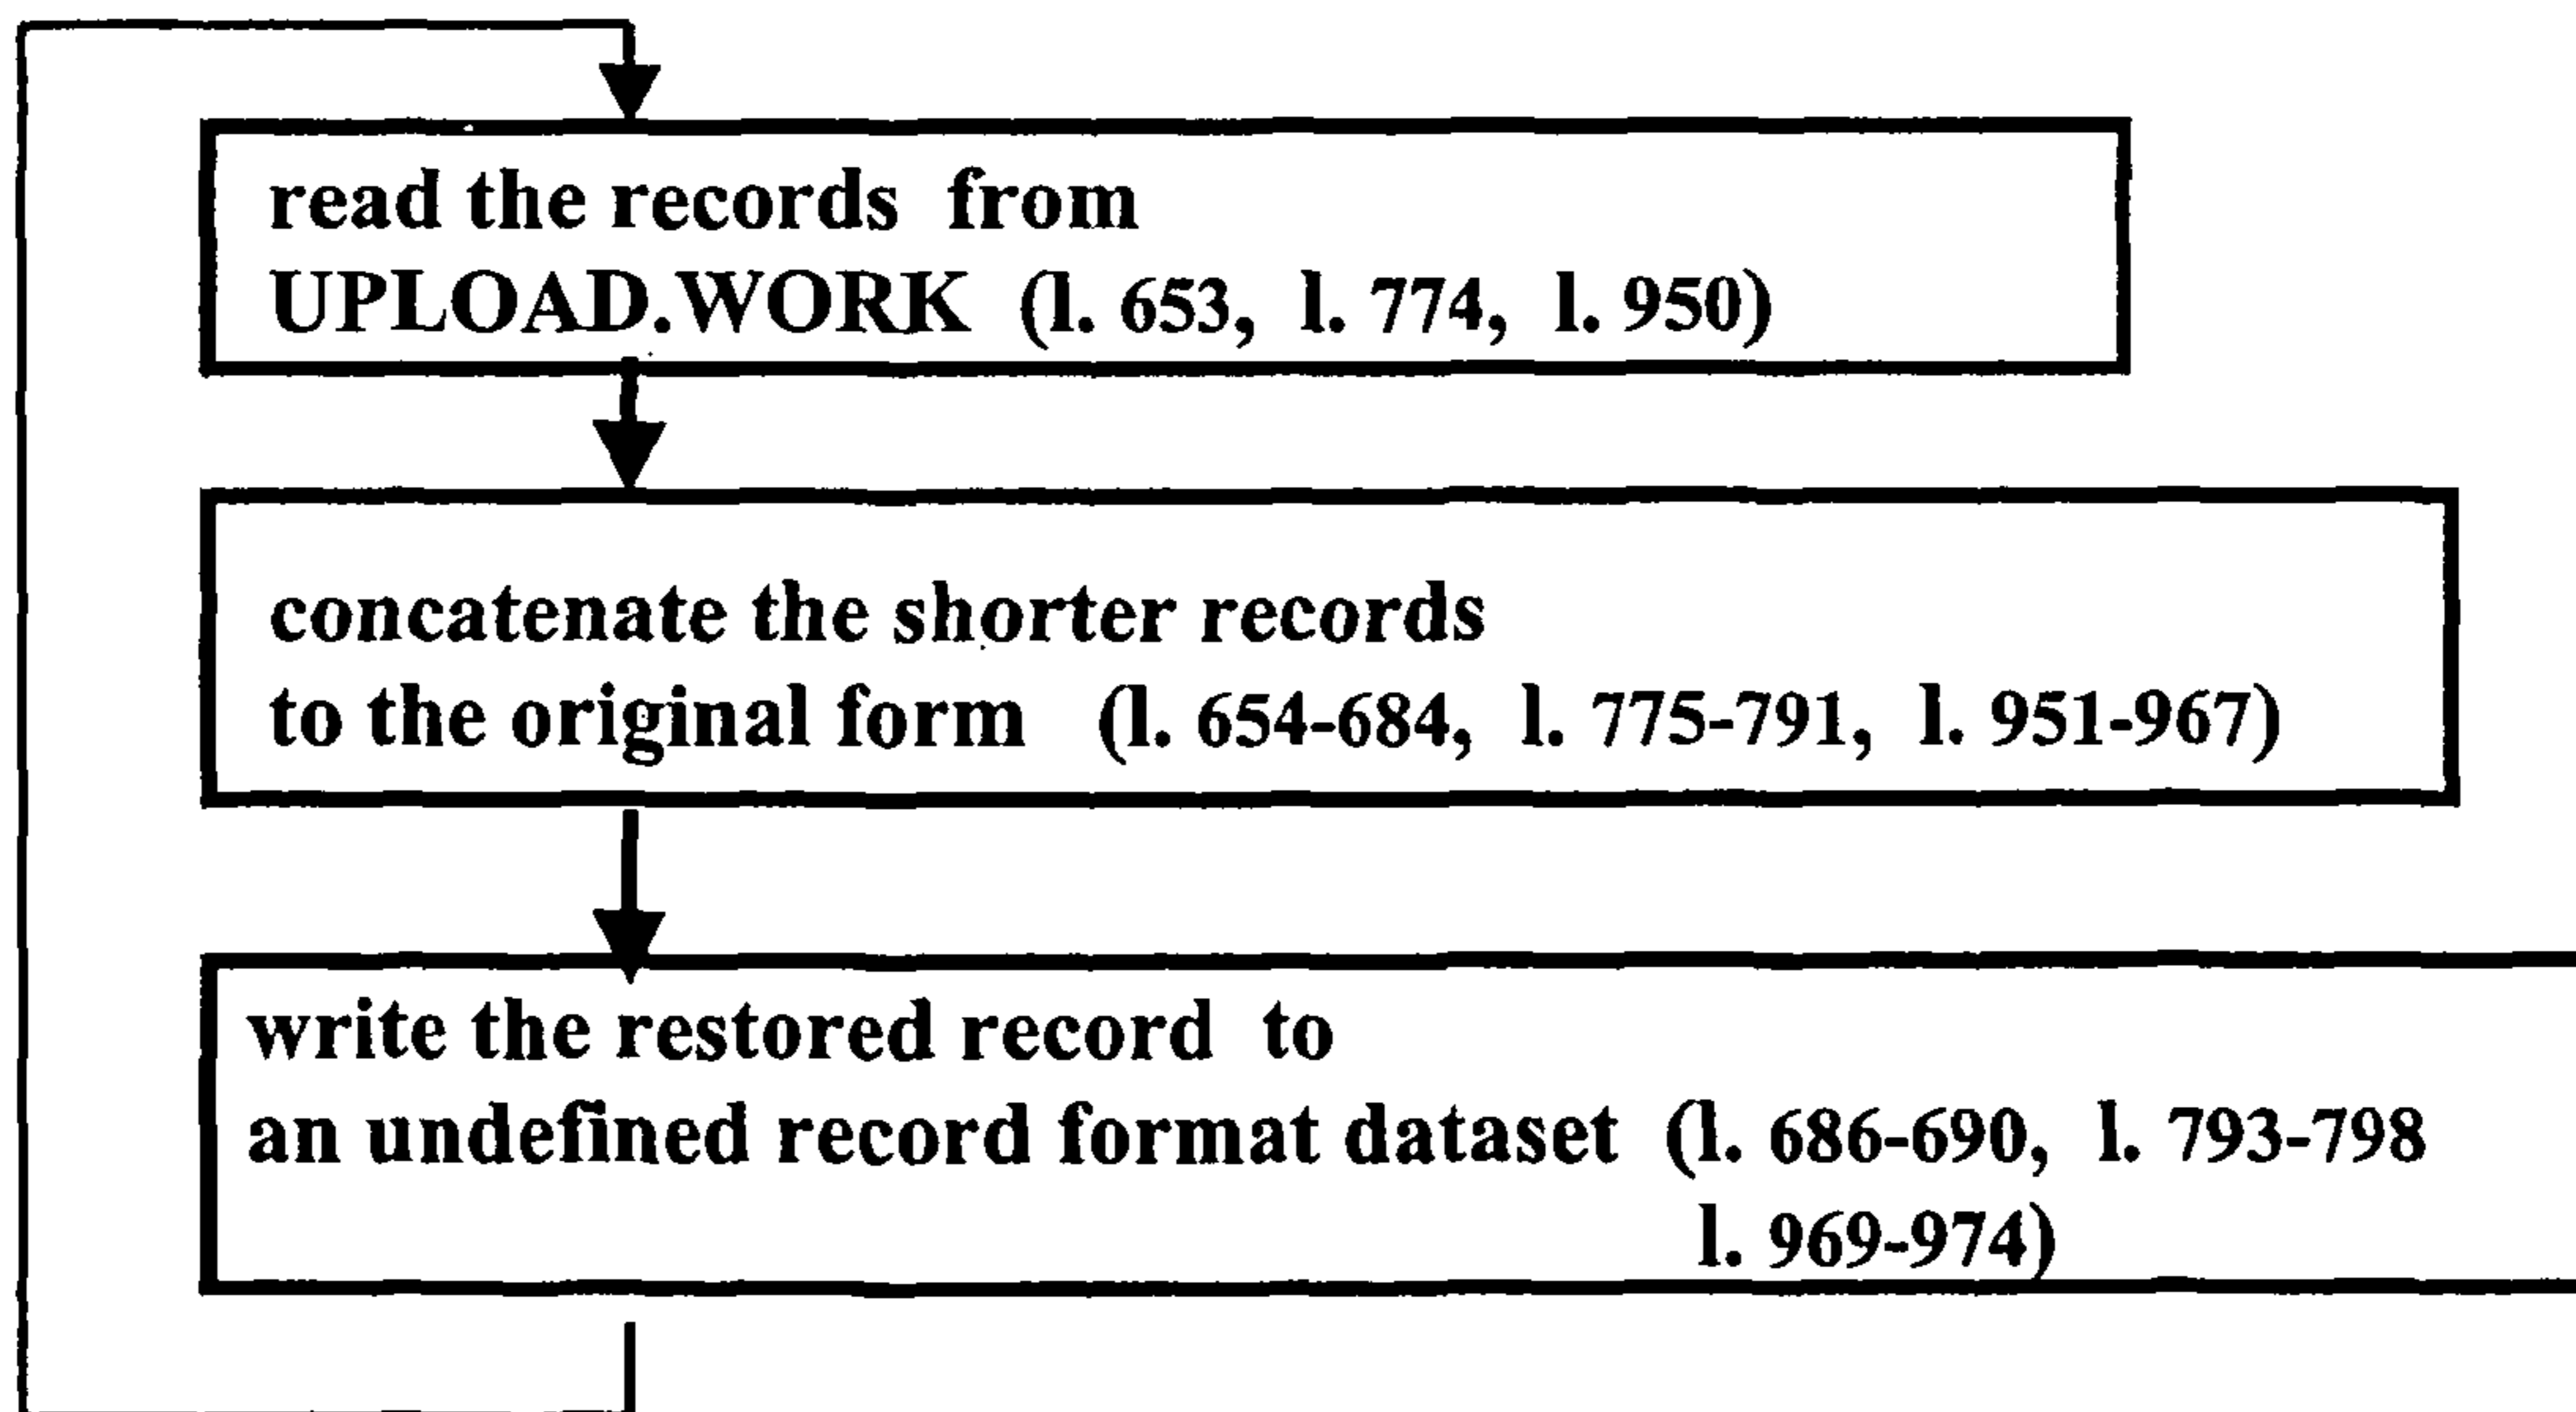 read the records from
UPLOAD.WORK (l. 653, l. 774, l. 950)
concatenate the shorter records
to the original form (l. 654-684, l. 775-791, l. 951-967)
write the restored record to
an undefined record format dataset (l. 686-690, l. 793-798
l. 969-974)